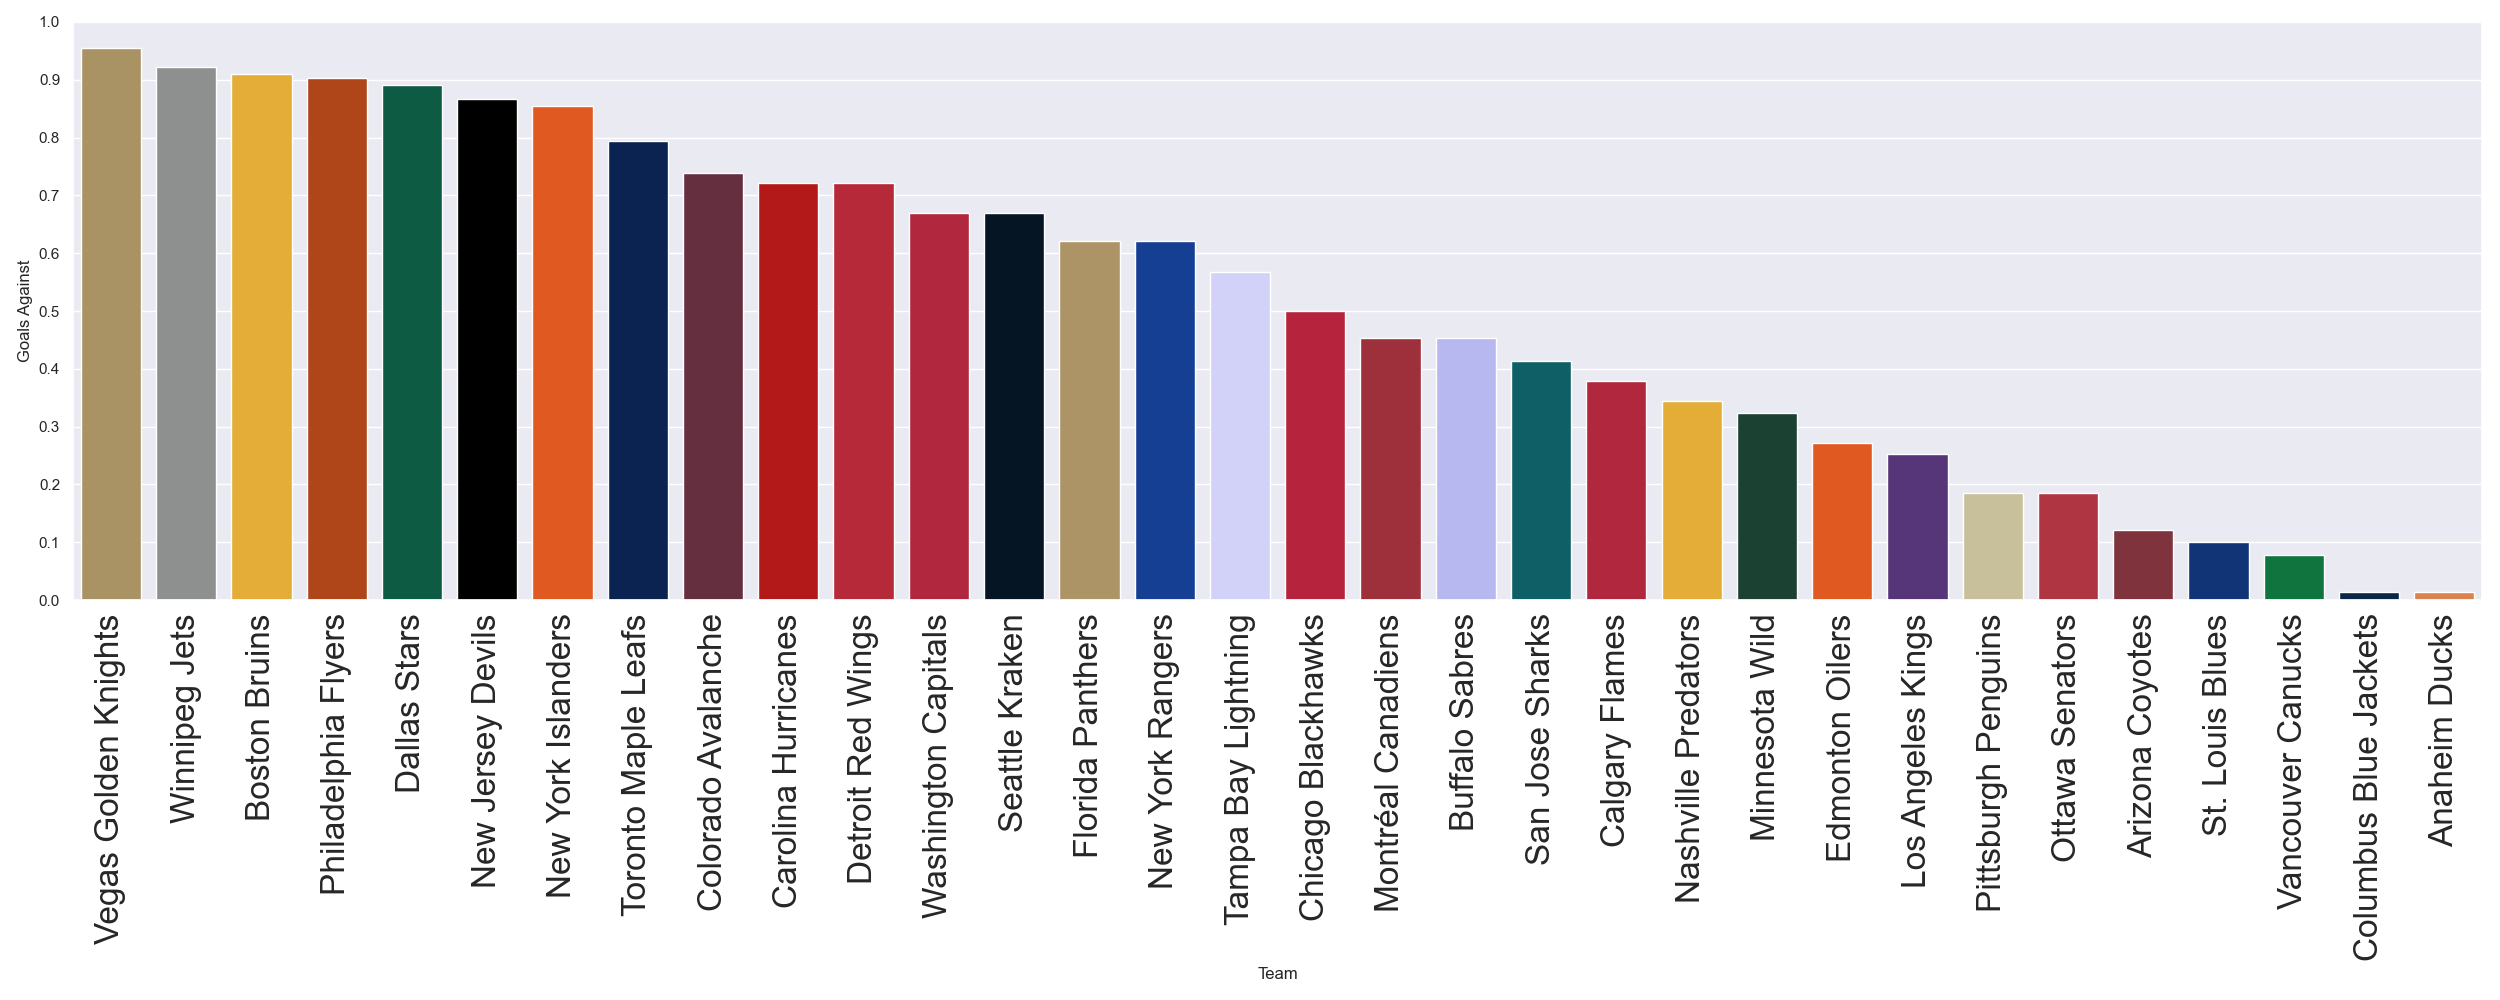 1.0
0.9
0.8
0.7
0.6
0.5
0.4
0.3
0.2
0.1
0.0
Goals Against
Vegas Golden Knights
Winnipeg Jets
Boston Bruins
Philadelphia Flyers
Dallas Stars
New Jersey Devils
New York Islanders
Toronto Maple Leafs
Colorado Avalanche
Carolina Hurricanes
Detroit Red Wings
Washington Capitals
Seattle Kraken
Florida Panthers
New York Rangers
Tampa Bay Lightning
Chicago Blackhawks
Montréal Canadiens
Buffalo Sabres
San Jose Sharks
Calgary Flames
Nashville Predators
Minnesota Wild
Edmonton Oilers
Los Angeles Kings
Pittsburgh Penguins
Ottawa Senators
Arizona Coyotes
St. Louis Blues
Vancouver Canucks
Columbus Blue Jackets
Anaheim Ducks
Team